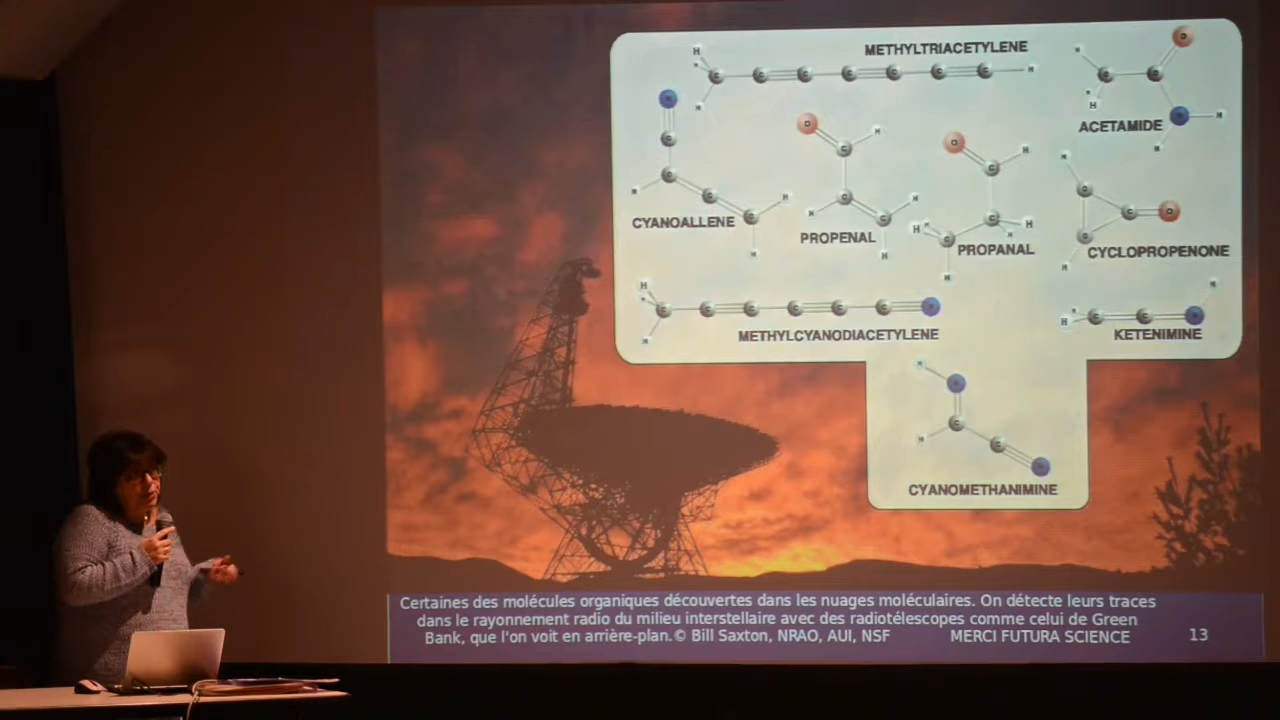 METHYLTRIACETYLENE
ACETAMIDE
CYANOALLENE
PROPENAL
PROPANAL
CYCLOPROPENONE
METHYLCYANODIACETYLENE
KETENIMINE
CYANOMETHANIMINE
Certaines des molécules organiques découvertes dans les nuages moléculaires. On détecte leurs traces
dans le rayonnement radio du milieu interstellaire avec des radiotélescopes comme celui de Green
Bank, que l'on voit en arrière-plan.© Bill Saxton, NRAO, AUI, NSF MERCI FUTURA SCIENCE 13